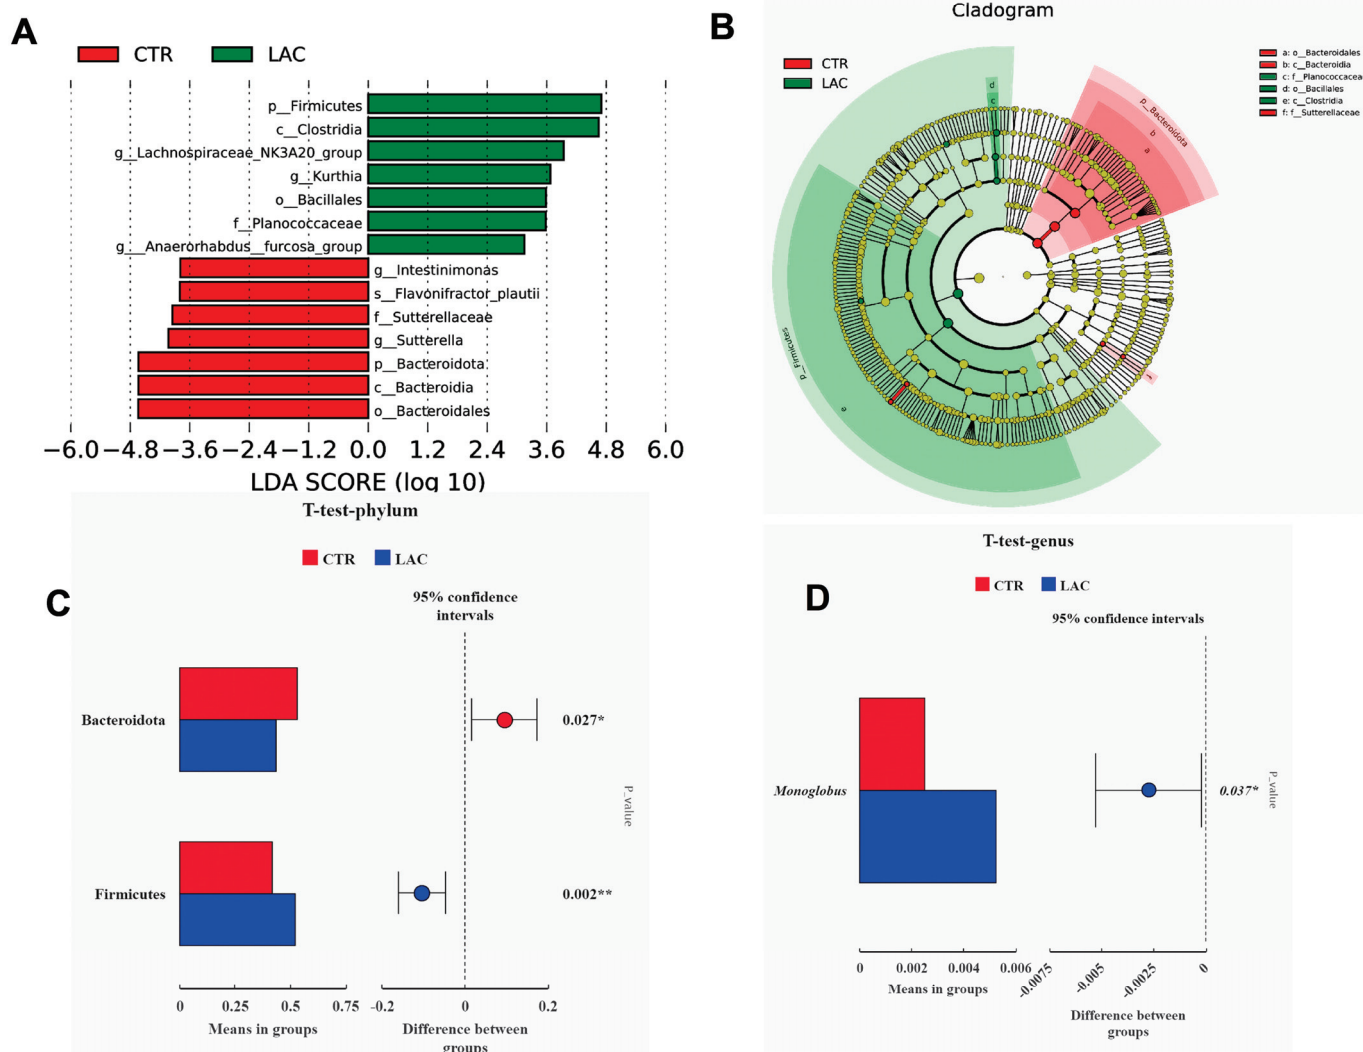 A
CTR
LAC
p__Firmicutes
c__Clostridia
g__Lachnospiraceae_NK3A20_group
g__Kurthia
o__Bacillales
f__Planococcaceae
g__Anaerorhabdus__furcosa_group
g__Intestinimonas
s__Flavonifractor_plautii
f__Sutterellaceae
g__Sutterella
p__Bacteroidota
c__Bacteroidia
o__Bacteroidales
−6.0 −4.8 −3.6 −2.4 −1.2 0.0 1.2 2.4 3.6 4.8 6.0
LDA SCORE (log 10)
B
Cladogram
CTR
LAC
a: o__Bacteroidales
b: c__Bacteroidia
c: f__Planococcacea
d: o__Bacillales
e: c__Clostridia
f: f__Sutterellaceae
d
c
p__Bacteroidota
b
a
p__Firmicutes
e
f
C
T-test-phylum
CTR
LAC
95% confidence
intervals
Bacteroidota
0.027*
Firmicutes
0.002**
P_value
0 0.25 0.5 0.75
Means in groups
-0.2 0 0.2
Difference between
groups
D
T-test-genus
CTR
LAC
95% confidence intervals
Monoglobus
0.037*
P_value
0 0.002 0.004 0.006
Means in groups
-0.0075 -0.005 -0.0025 0
Difference between
groups